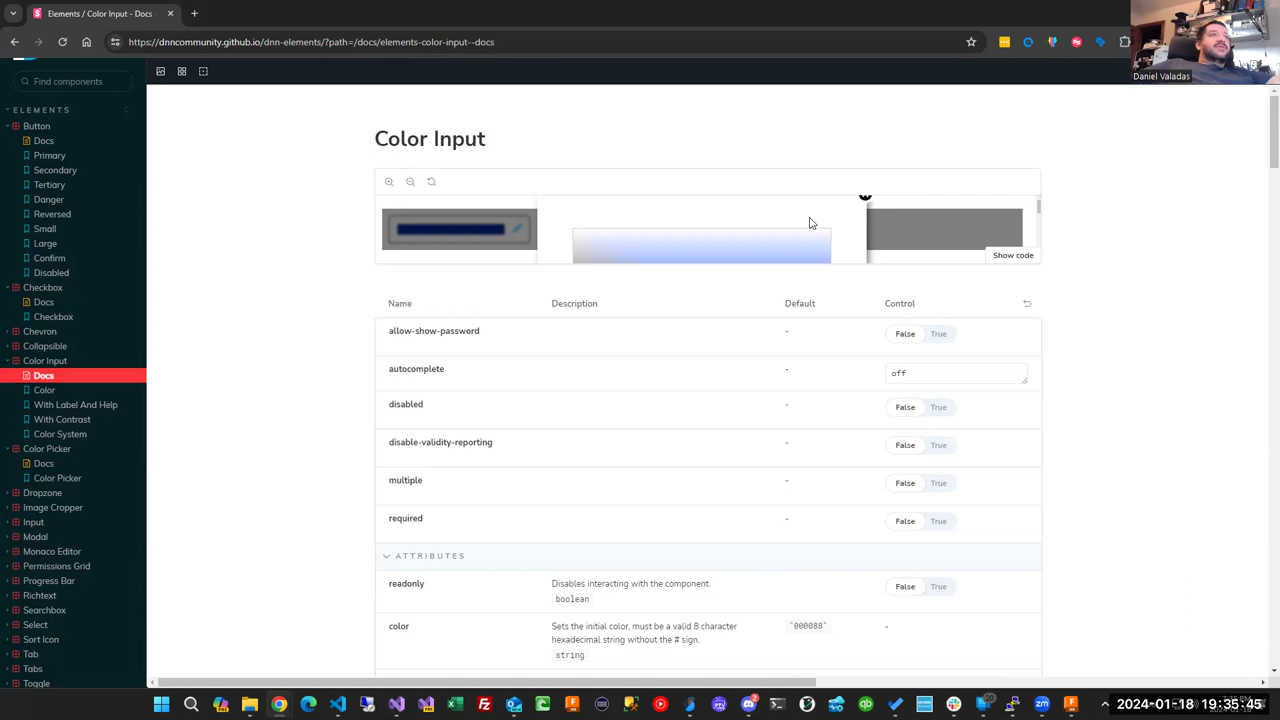 Elements / Color Input - Docs
dnncommunity.github.io/dnn-elements/?path=/docs/elements-color-input--docs
Daniel Valadas
Find components
ELEMENTS
Button
Docs
Primary
Secondary
Tertiary
Danger
Reversed
Small
Large
Confirm
Disabled
Checkbox
Docs
Checkbox
Chevron
Collapsible
Color Input
Docs
Color
With Label And Help
With Contrast
Color System
Color Picker
Docs
Color Picker
Dropzone
Image Cropper
Input
Modal
Monaco Editor
Permissions Grid
Progress Bar
Richtext
Searchbox
Select
Sort Icon
Tab
Tabs
Toggle
Color Input
Show code
Name Description Default Control
allow-show-password - False True
autocomplete - off
disabled - False True
disable-validity-reporting - False True
multiple - False True
required - False True
ATTRIBUTES
readonly Disables interacting with the component. False True
boolean
color Sets the initial color, must be a valid 8 character "000088" -
hexadecimal string without the # sign.
string
2024-01-18 19:35:45